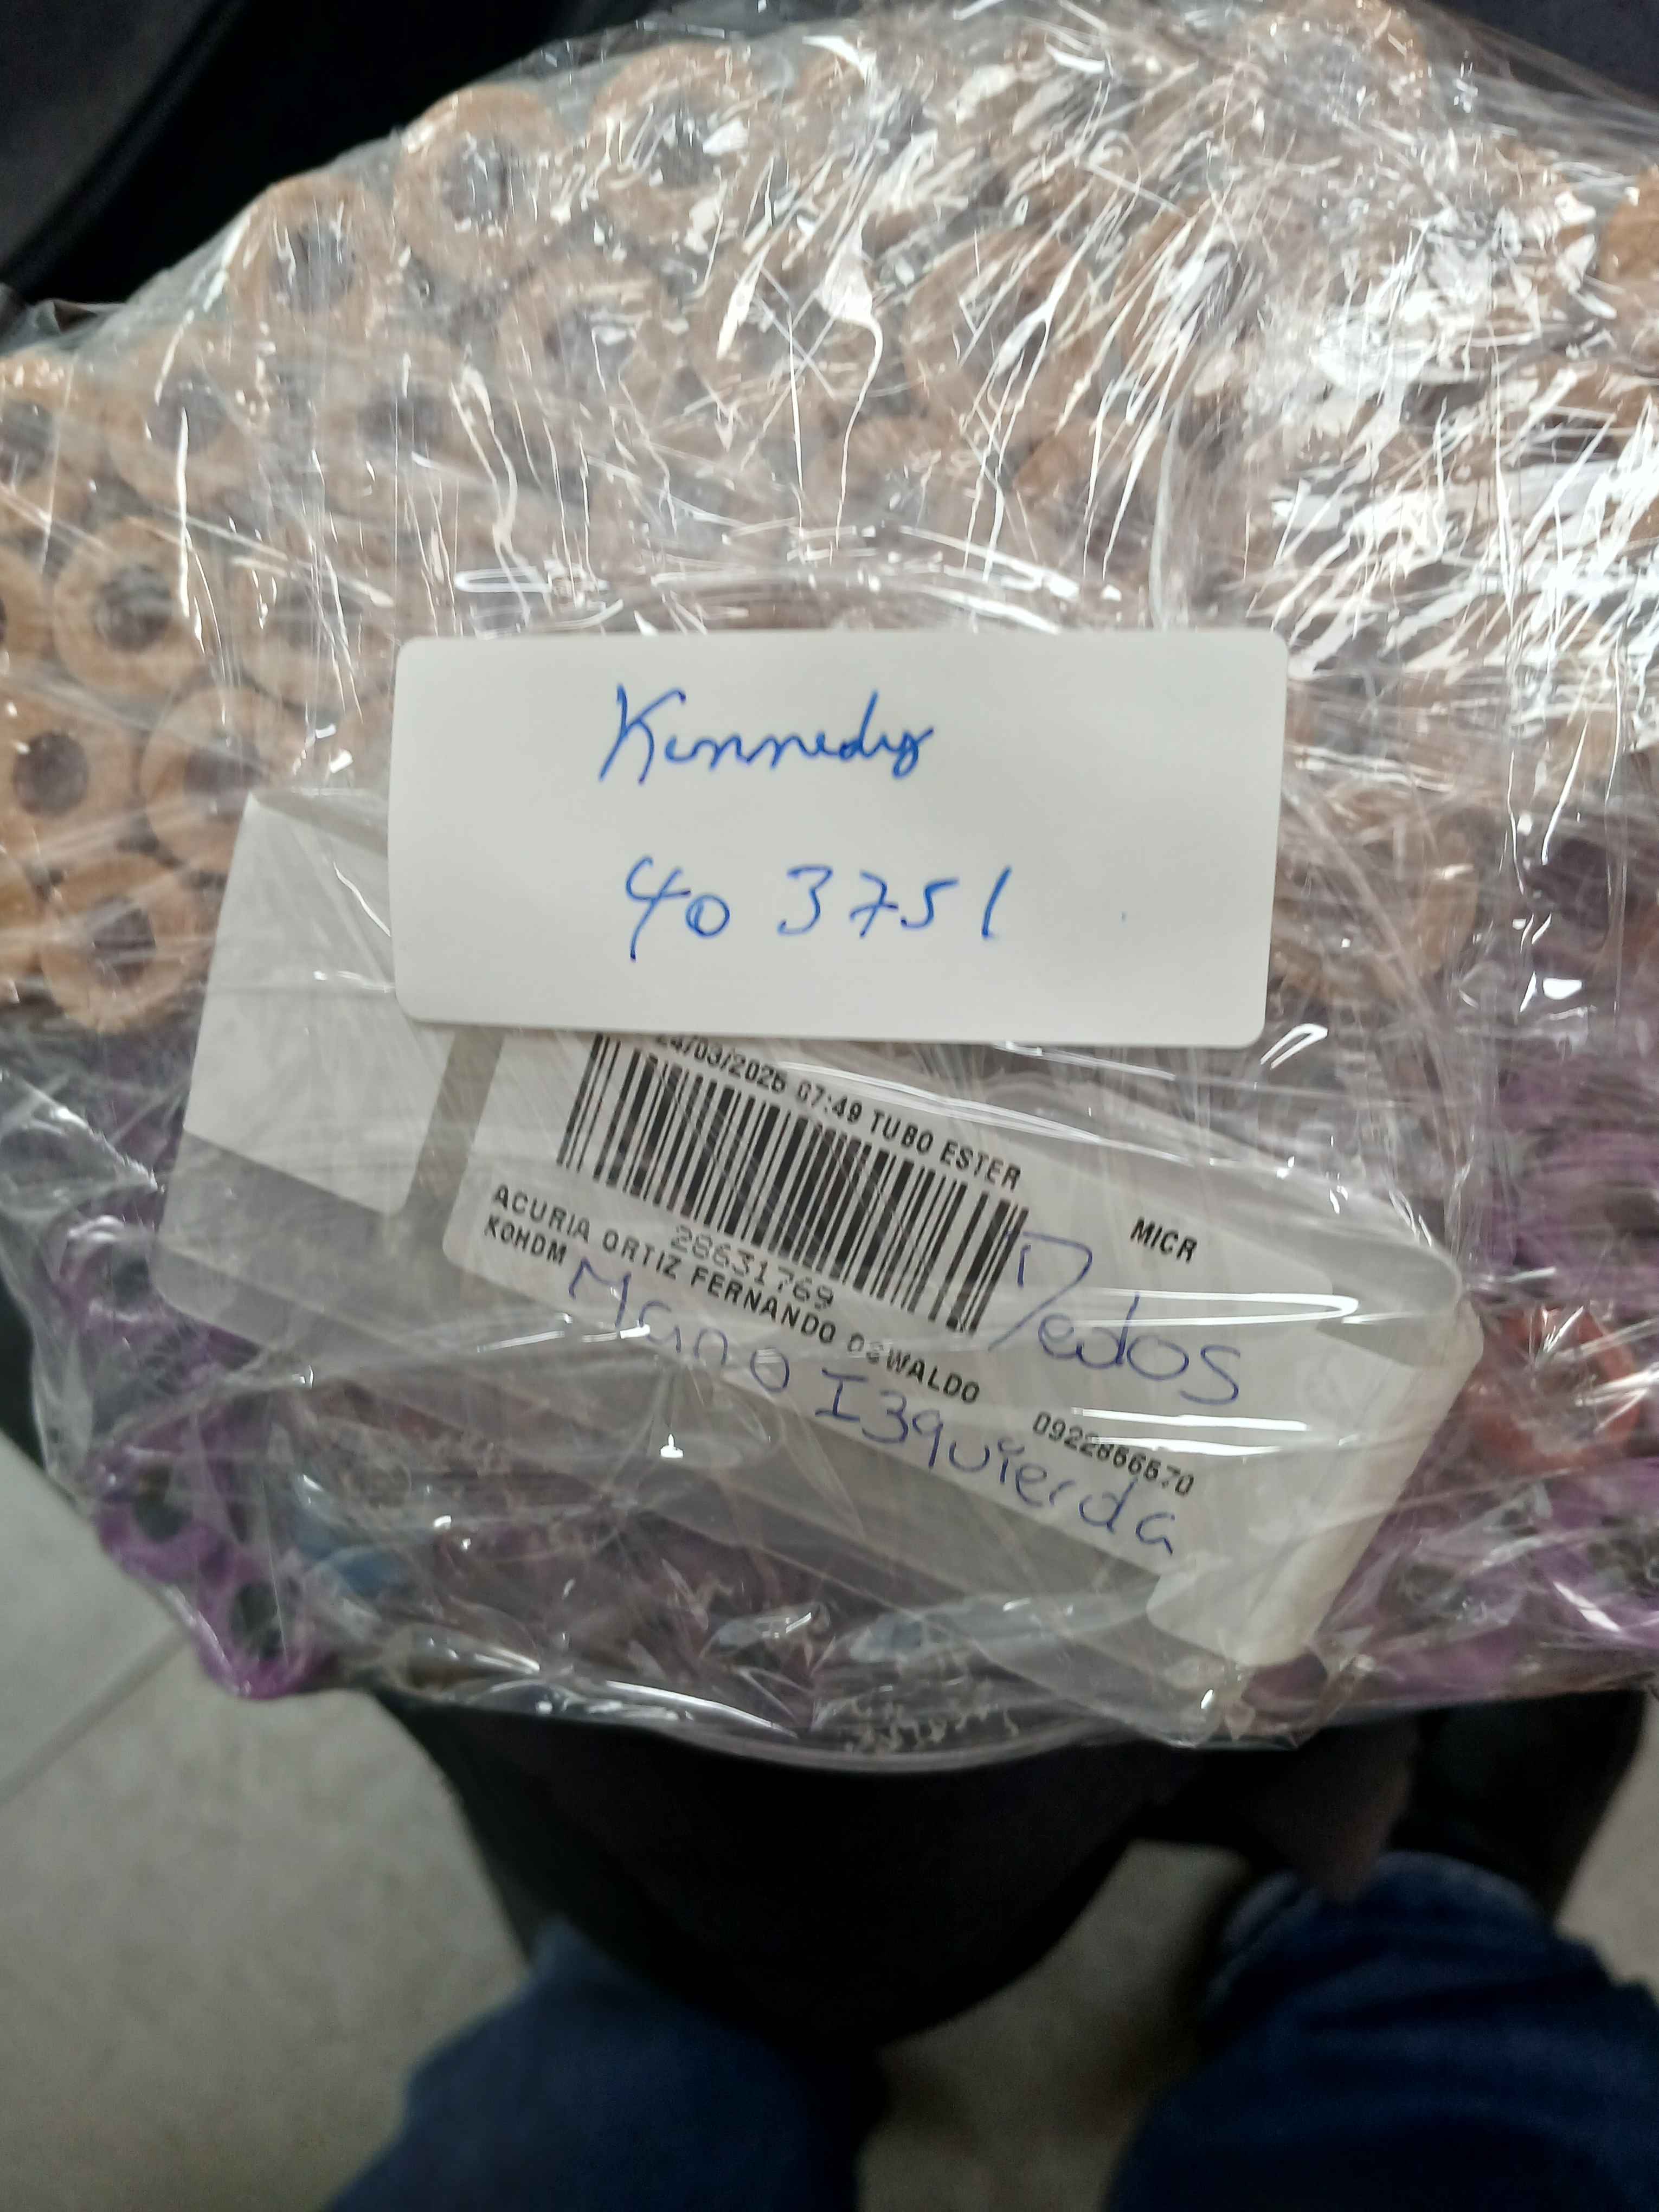 Kennedy
40 3751
24/03/2025 07:49 TUBO ESTER
MICR
28631769
Dedos
ACURIA ORTIZ FERNANDO OSWALDO
0922856570
KOHDM
Mano Izquierda